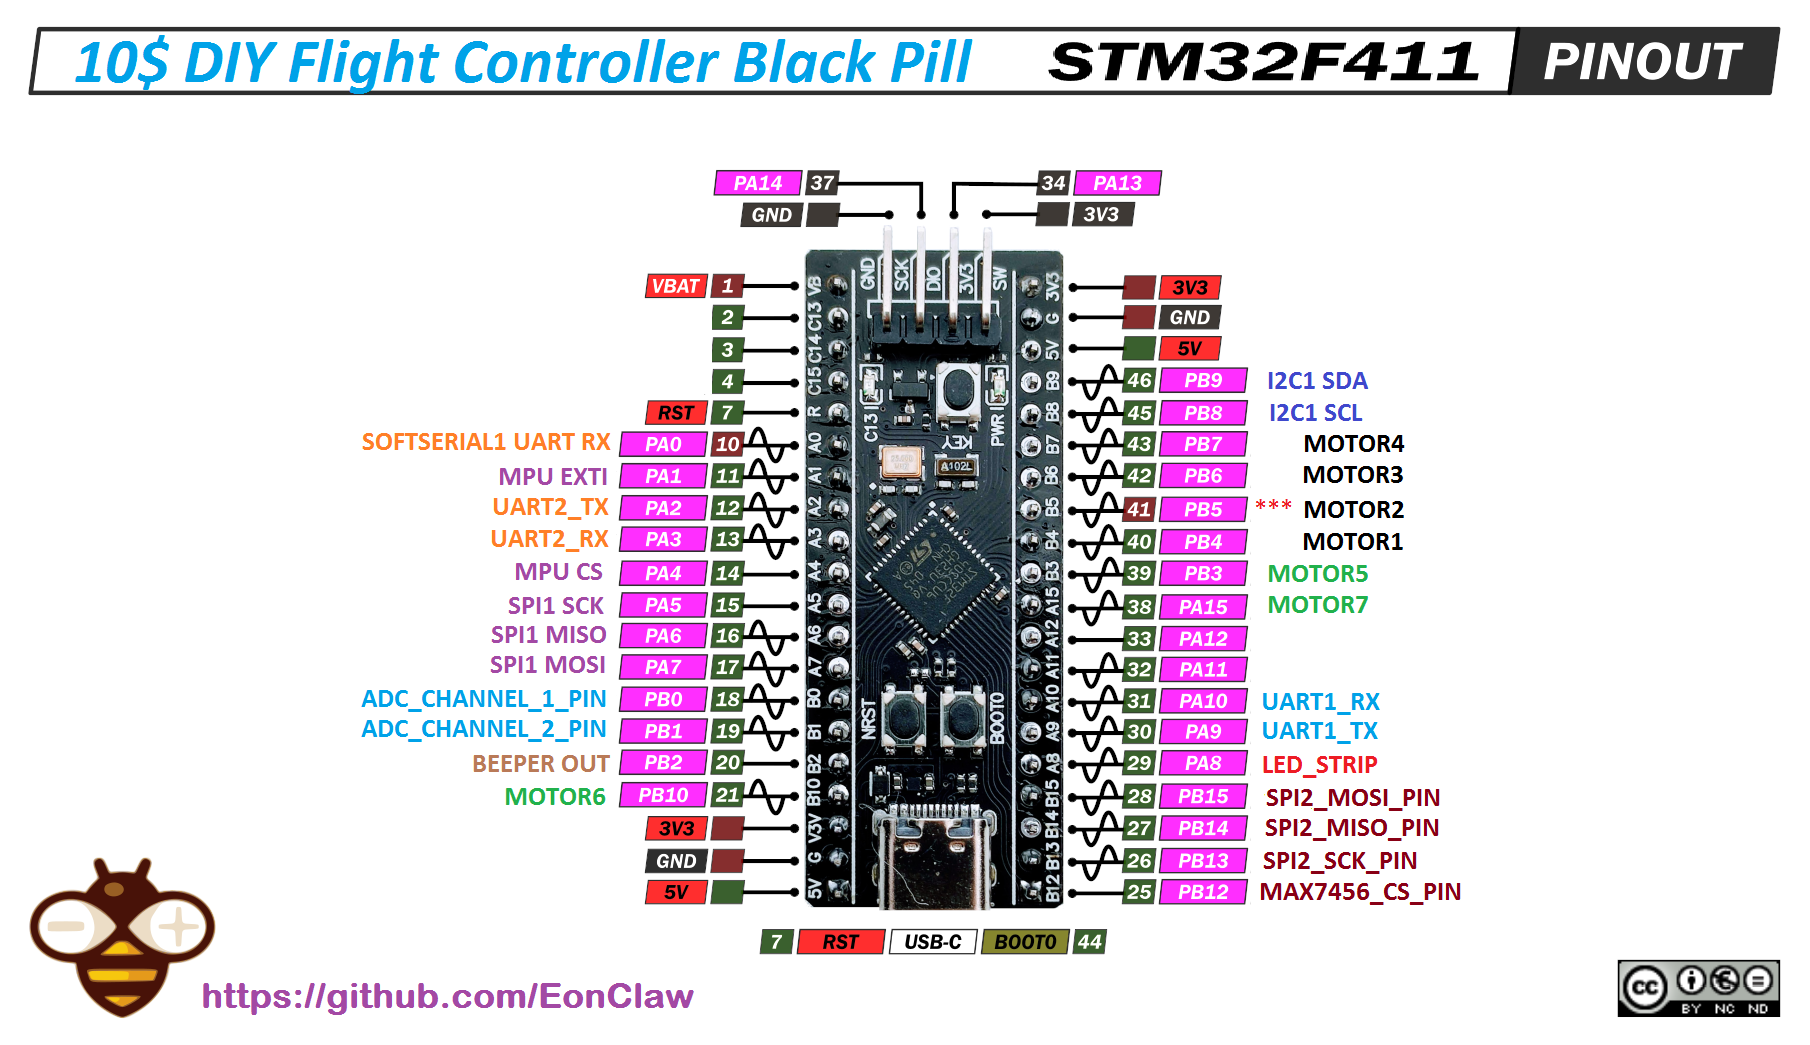 10$ DIY Flight Controller Black Pill STM32F411 PINOUT
PA14 37 34 PA13
GND 3V3
GND SCK DIO 3V3 SW
VBAT 1 VB 3V3 3V3
2 C13 G GND
3 C14 5V 5V
4 C15 B9 46 PB9 I2C1 SDA
RST 7 R B8 45 PB8 I2C1 SCL
C13 KEY PWR
SOFTSERIAL1 UART RX PA0 10 A0 B7 43 PB7 MOTOR4
A102L
MPU EXTI PA1 11 A1 B6 42 PB6 MOTOR3
UART2_TX PA2 12 A2 B5 41 PB5 *** MOTOR2
UART2_RX PA3 13 A3 B4 40 PB4 MOTOR1
MPU CS PA4 14 A4 B3 39 PB3 MOTOR5
SPI1 SCK PA5 15 A5 A15 38 PA15 MOTOR7
SPI1 MISO PA6 16 A6 A12 33 PA12
SPI1 MOSI PA7 17 A7 A11 32 PA11
ADC_CHANNEL_1_PIN PB0 18 B0 A10 31 PA10 UART1_RX
NRST BOOT0
ADC_CHANNEL_2_PIN PB1 19 B1 A9 30 PA9 UART1_TX
BEEPER OUT PB2 20 B2 A8 29 PA8 LED_STRIP
MOTOR6 PB10 21 B10 B15 28 PB15 SPI2_MOSI_PIN
3V3 V3V B14 27 PB14 SPI2_MISO_PIN
GND G B13 26 PB13 SPI2_SCK_PIN
5V 5V B12 25 PB12 MAX7456_CS_PIN
7 RST USB-C BOOT0 44
https://github.com/EonClaw
cc BY NC ND